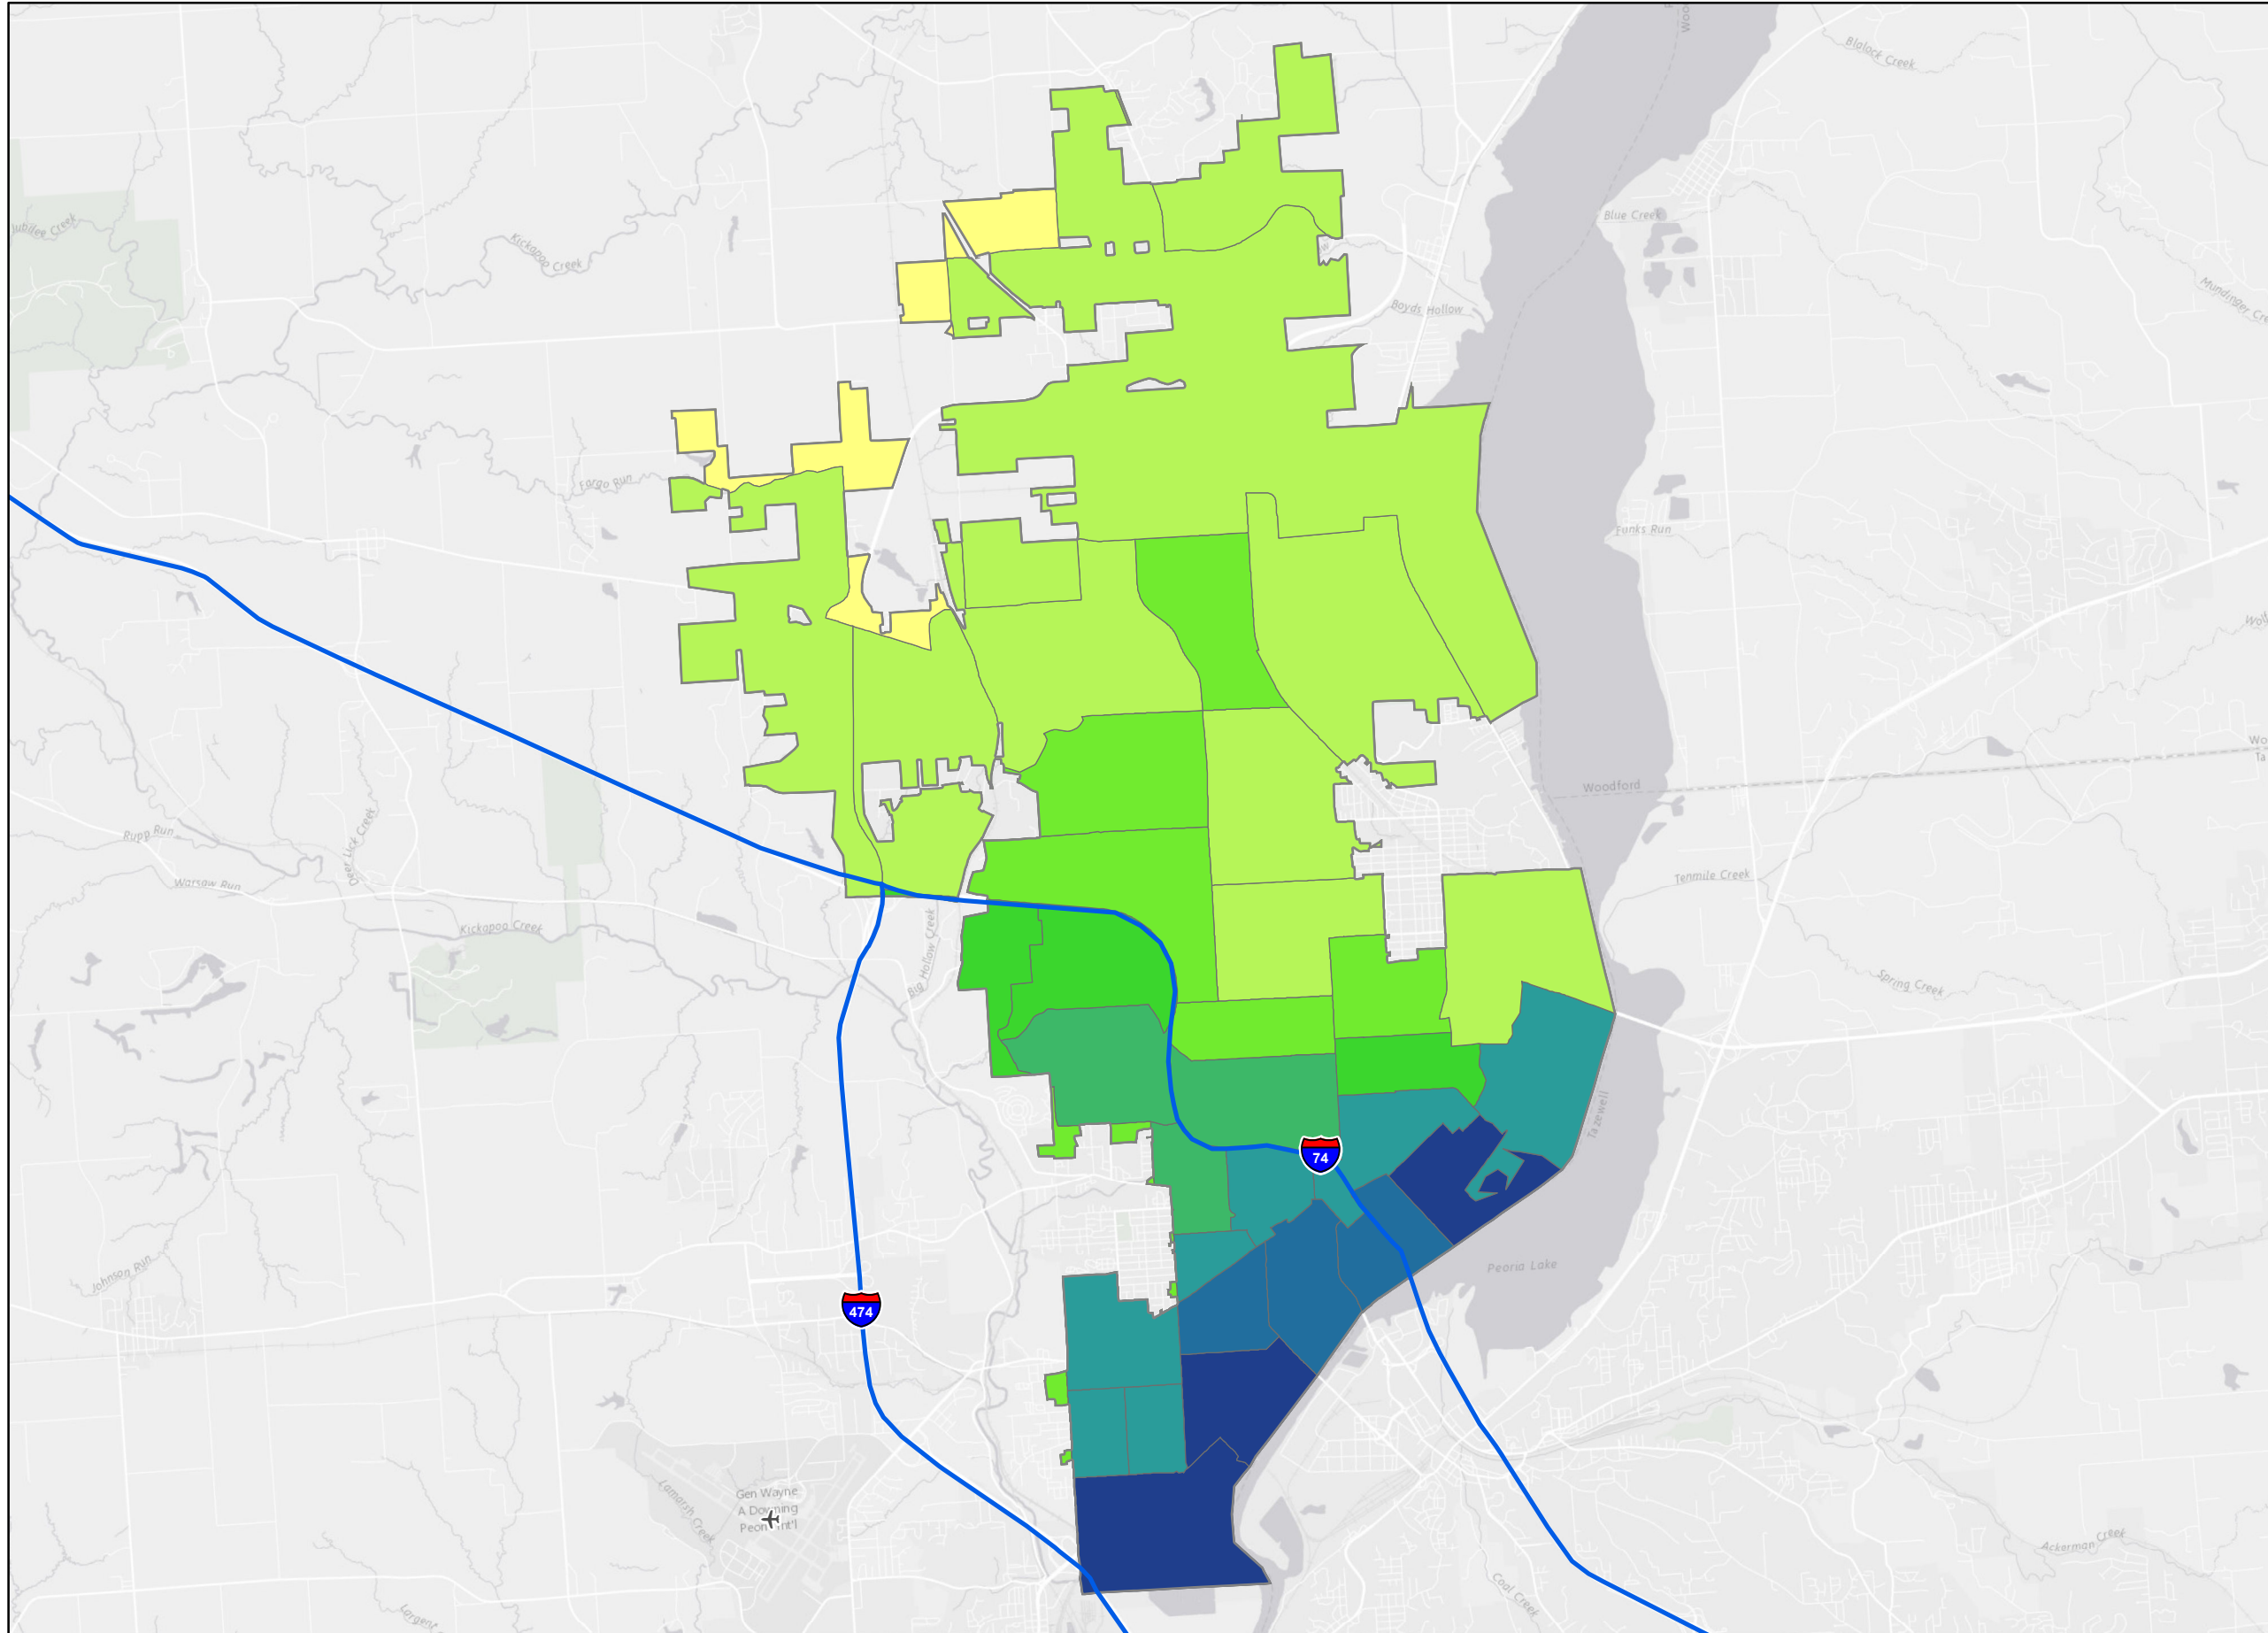 Blalock Creek
Jubilee Creek
Blue Creek
Kickapoo Creek
Boyds Hollow
Fargo Run
Funks Run
Woodford
Rupp Run
Deer Lick Creek
Warsaw Run
Tenmile Creek
Kickapoo Creek
Big Hollow Creek
Spring Creek
Tazewell
74
Johnson Run
Peoria Lake
474
Gen Wayne
A Downing
Lamarsh Creek
Ackerman Creek
Coal Creek